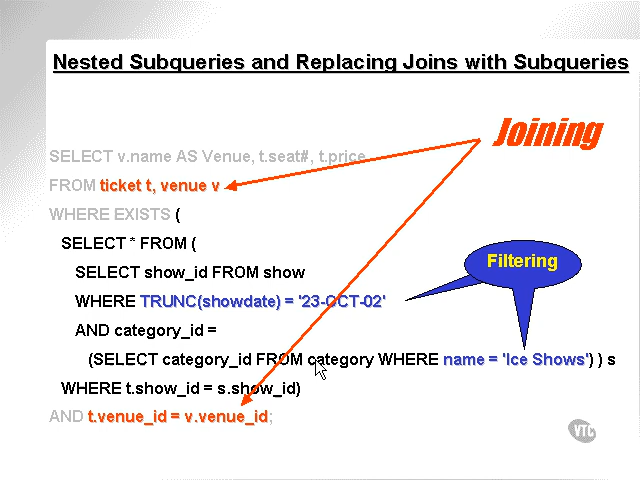 Nested Subqueries and Replacing Joins with Subqueries
Joining
SELECT v.name AS Venue, t.seat#, t.price
FROM ticket t, venue v
WHERE EXISTS (
SELECT * FROM (
Filtering
SELECT show_id FROM show
WHERE TRUNC(showdate) = '23-OCT-02'
AND category_id =
(SELECT category_id FROM category WHERE name = 'Ice Shows') ) s
WHERE t.show_id = s.show_id)
AND t.venue_id = v.venue_id;
VTC